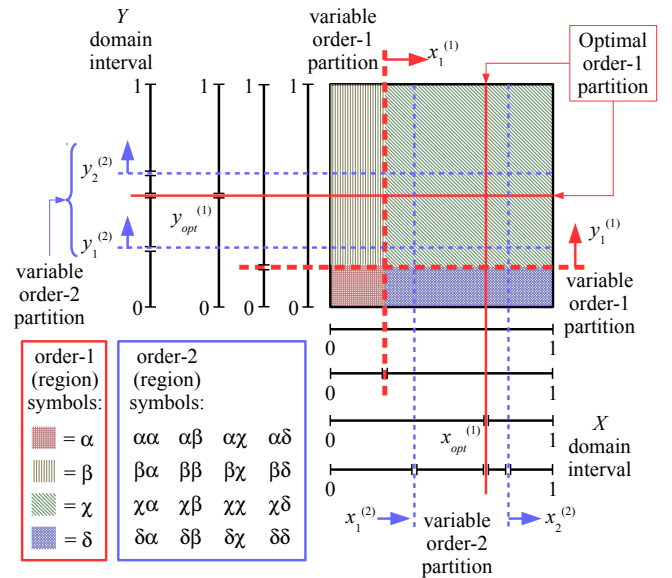 Y
domain
interval
variable
order-1
partition
x₁⁽¹⁾
Optimal
order-1
partition
1 1 1 1
y₂⁽²⁾
y_opt⁽¹⁾
y₁⁽²⁾
y₁⁽¹⁾
variable
order-2
partition
variable
order-1
partition
0 0 0 0
0 1
0 1
0 1
x_opt⁽¹⁾
X
domain
interval
0 1
x₁⁽²⁾
variable
order-2
partition
x₂⁽²⁾
order-1
(region)
symbols:
= α
= β
= χ
= δ
order-2
(region)
symbols:
αα αβ αχ αδ
βα ββ βχ βδ
χα χβ χχ χδ
δα δβ δχ δδ